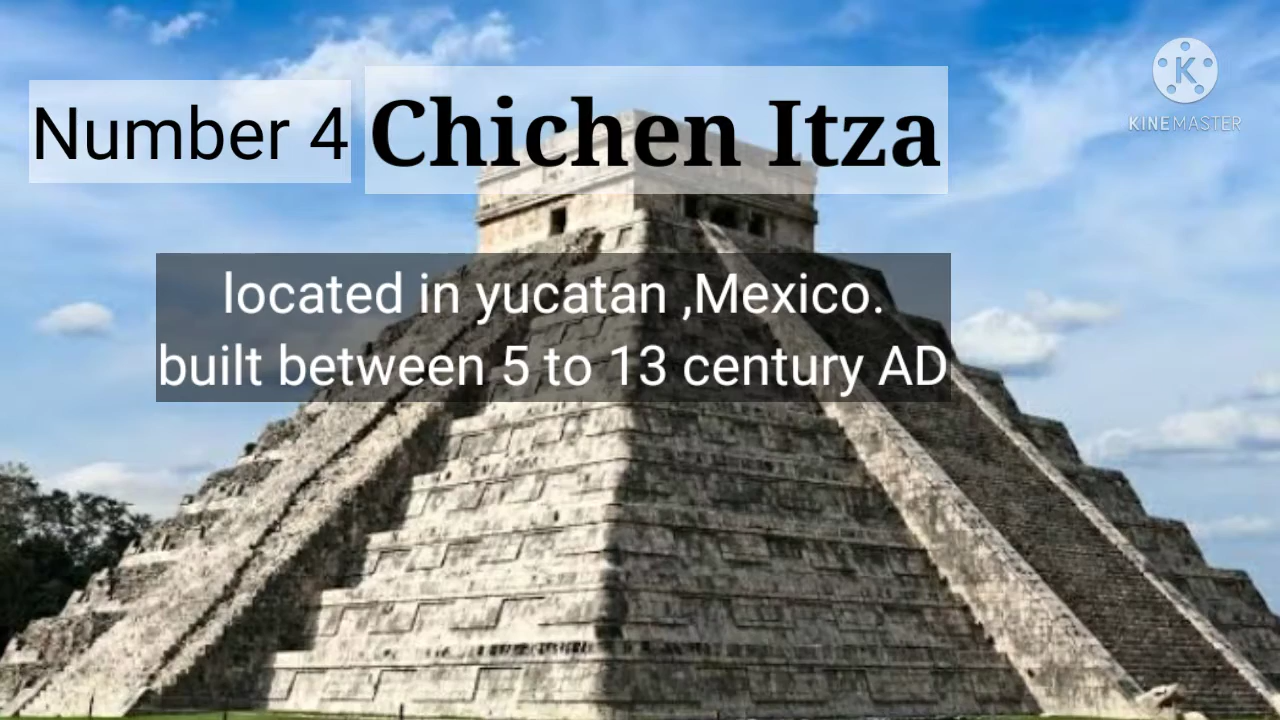 Number 4 Chichen Itza
K
KINEMASTER
located in yucatan ,Mexico.
built between 5 to 13 century AD